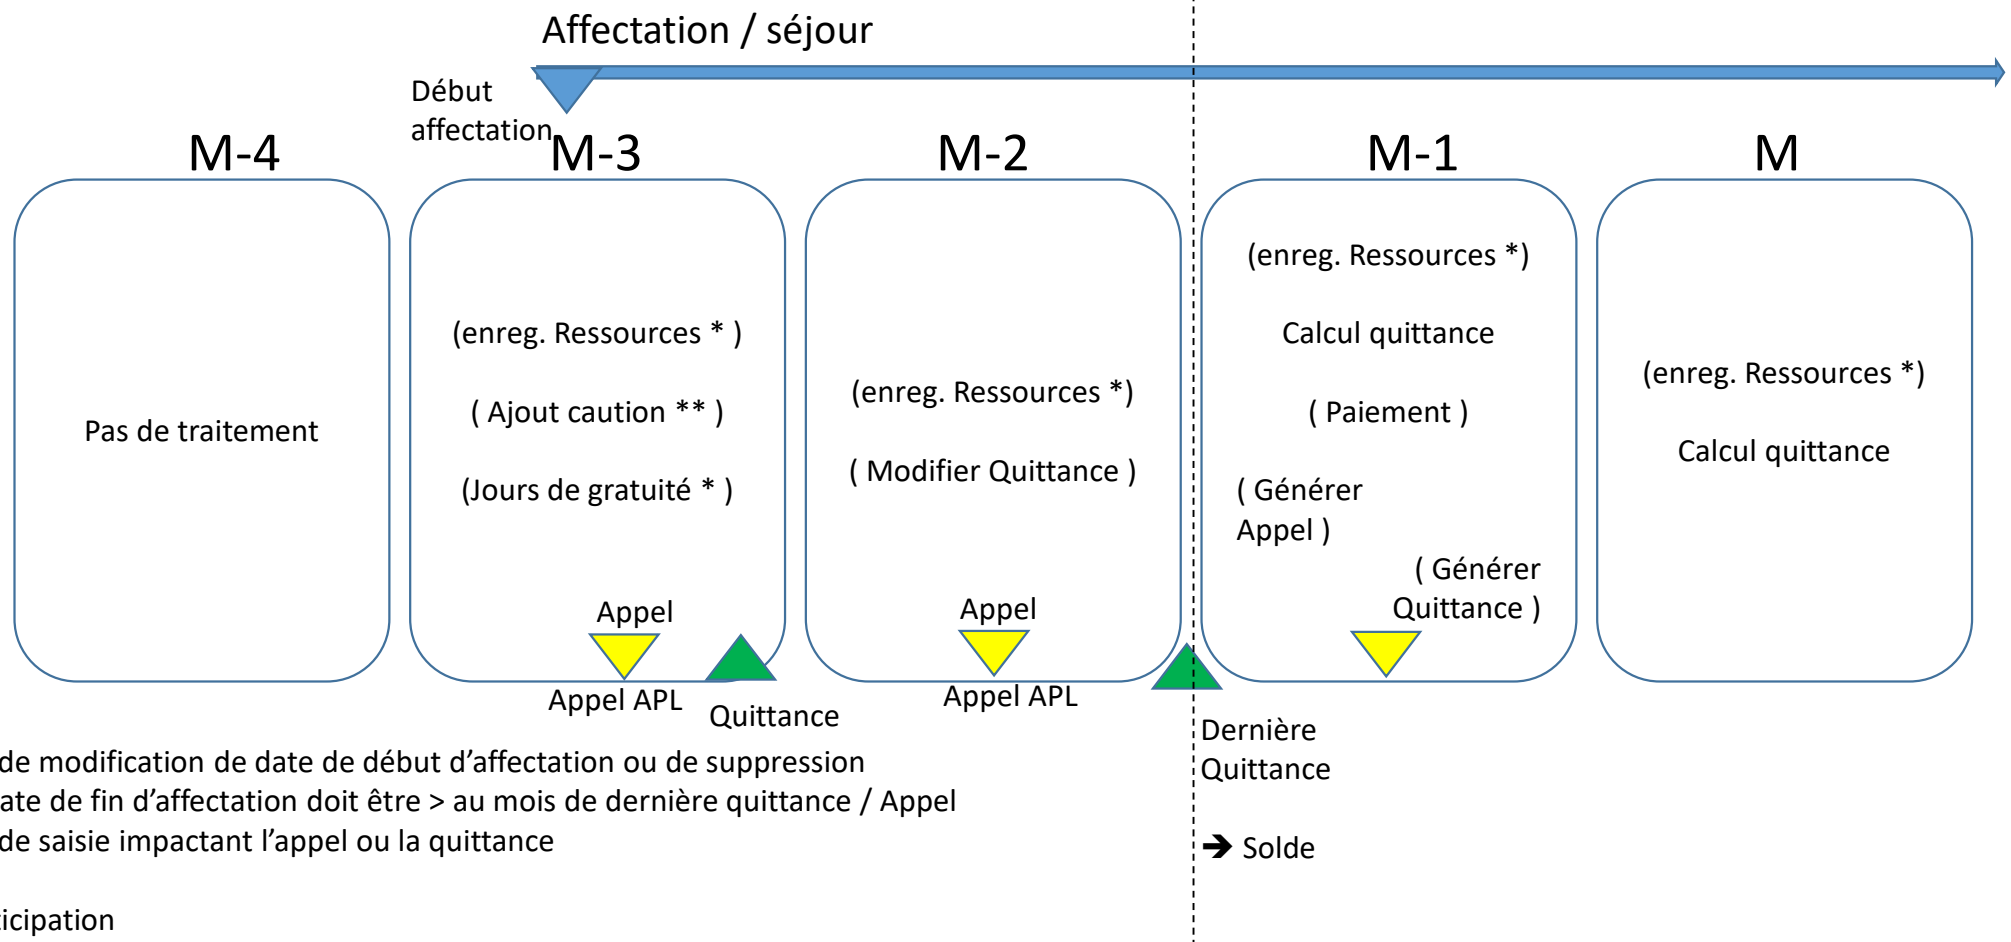 Affectation / séjour
Début
affectation
M-4
M-3
M-2
M-1
M
Pas de traitement
(enreg. Ressources * )
( Ajout caution ** )
(Jours de gratuité * )
Appel
Appel APL
Quittance
(enreg. Ressources *)
( Modifier Quittance )
Appel
Appel APL
(enreg. Ressources *)
Calcul quittance
( Paiement )
( Générer
Appel )
( Générer
Quittance )
(enreg. Ressources *)
Calcul quittance
Dernière
Quittance
➔ Solde
de modification de date de début d’affectation ou de suppression
ate de fin d’affectation doit être > au mois de dernière quittance / Appel
de saisie impactant l’appel ou la quittance
ticipation